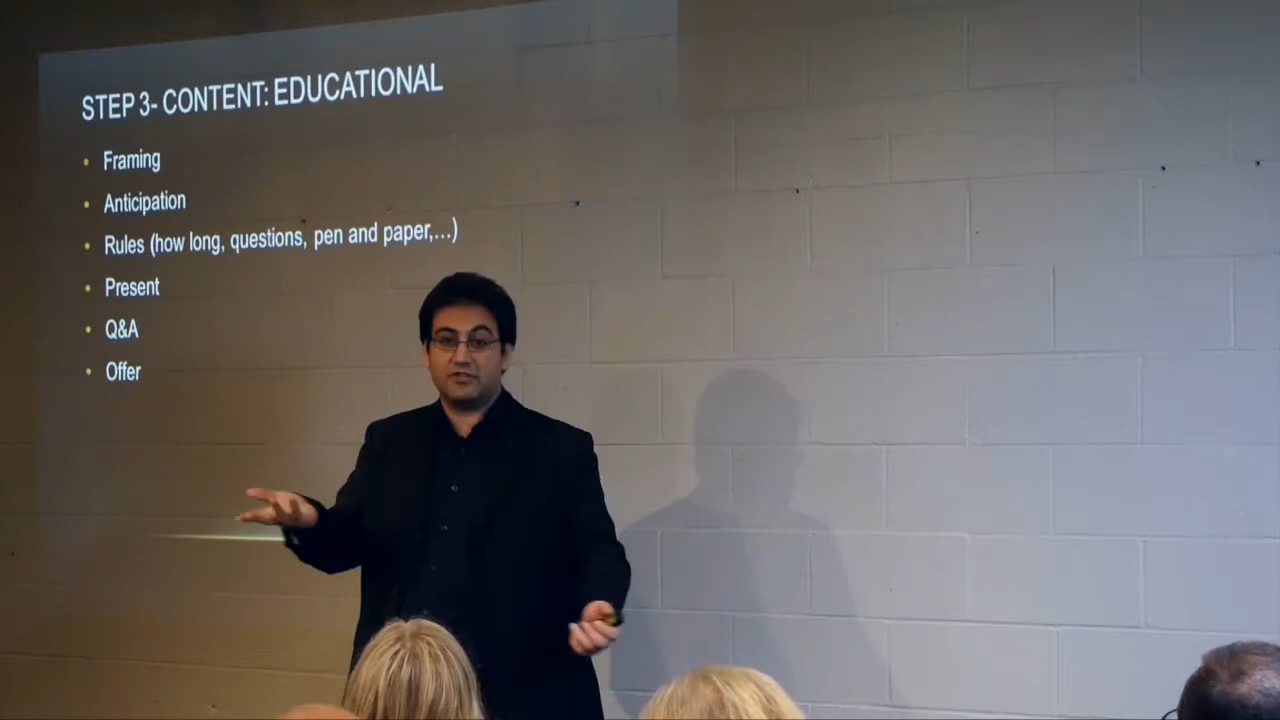 STEP 3- CONTENT: EDUCATIONAL
• Framing
• Anticipation
• Rules (how long, questions, pen and paper,...)
• Present
• Q&A
• Offer